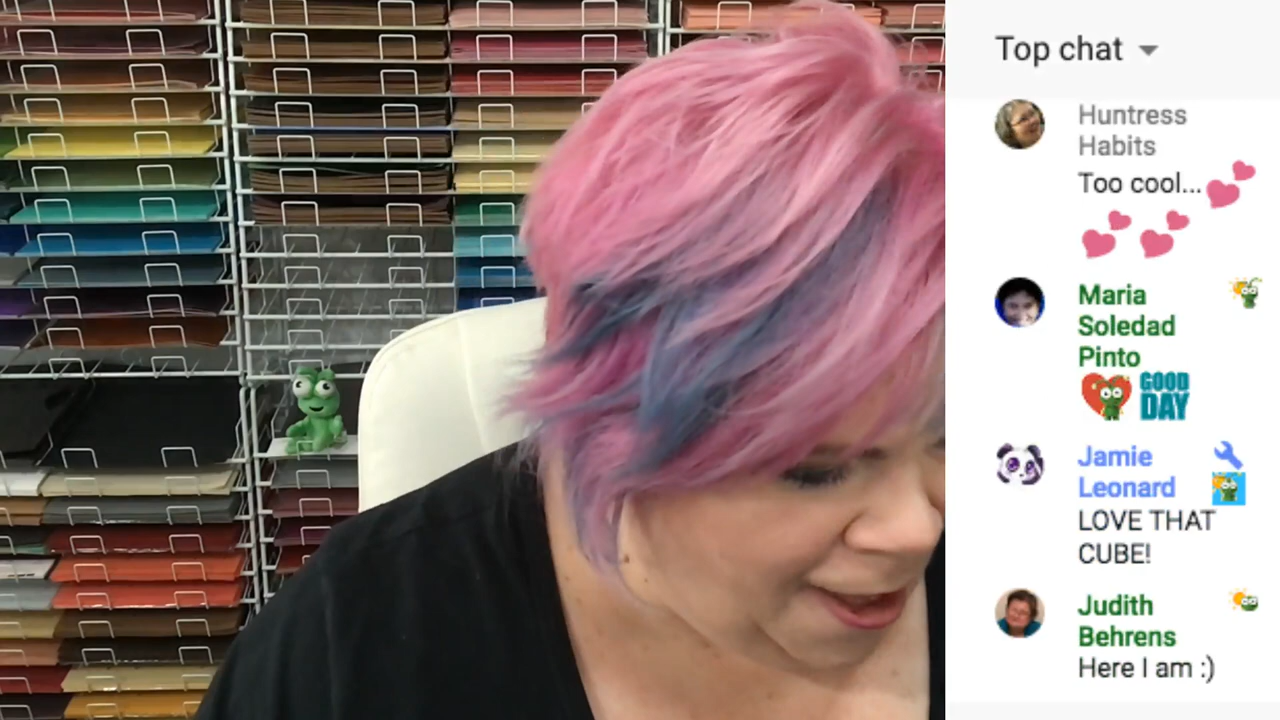 Top chat
Huntress
Habits
Too cool...
Maria
Soledad
Pinto
GOOD
DAY
Jamie
Leonard
LOVE THAT
CUBE!
Judith
Behrens
Here I am :)